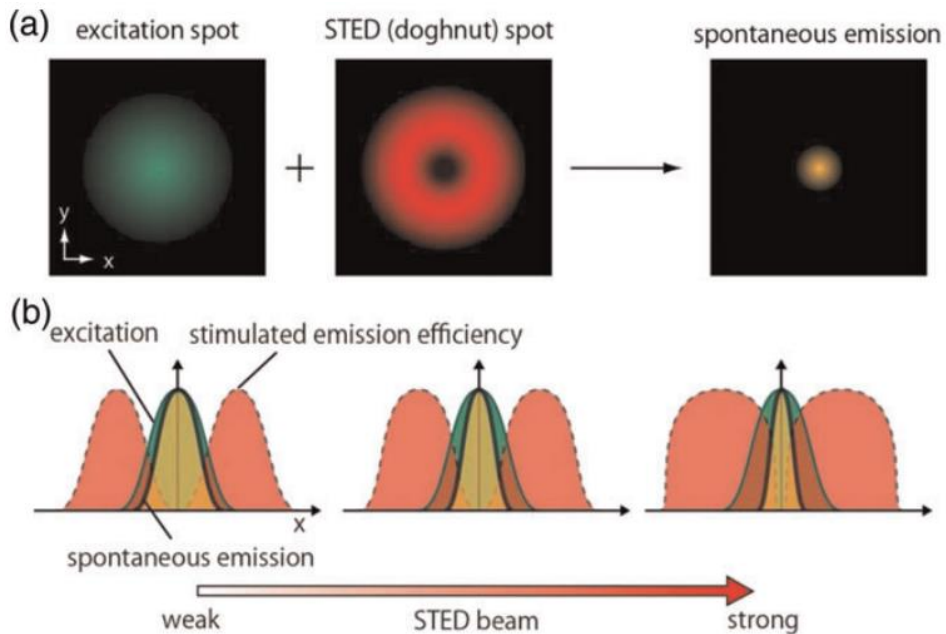 (a)
excitation spot
STED (doghnut) spot
spontaneous emission
+
y
x
(b)
excitation
stimulated emission efficiency
x
spontaneous emission
weak
STED beam
strong